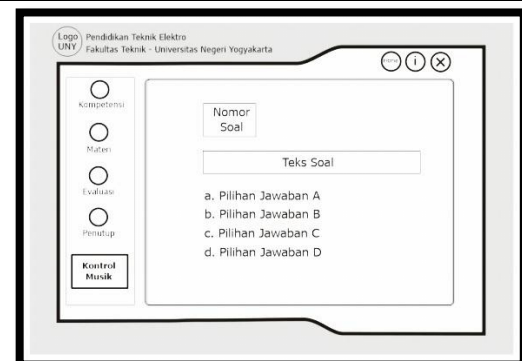 Logo
UNY
Pendidikan Teknik Elektro
Fakultas Teknik - Universitas Negeri Yogyakarta
i
X
Kompetensi
Materi
Evaluasi
Penutup
Kontrol
Musik
Nomor
Soal
Teks Soal
a. Pilihan Jawaban A
b. Pilihan Jawaban B
c. Pilihan Jawaban C
d. Pilihan Jawaban D